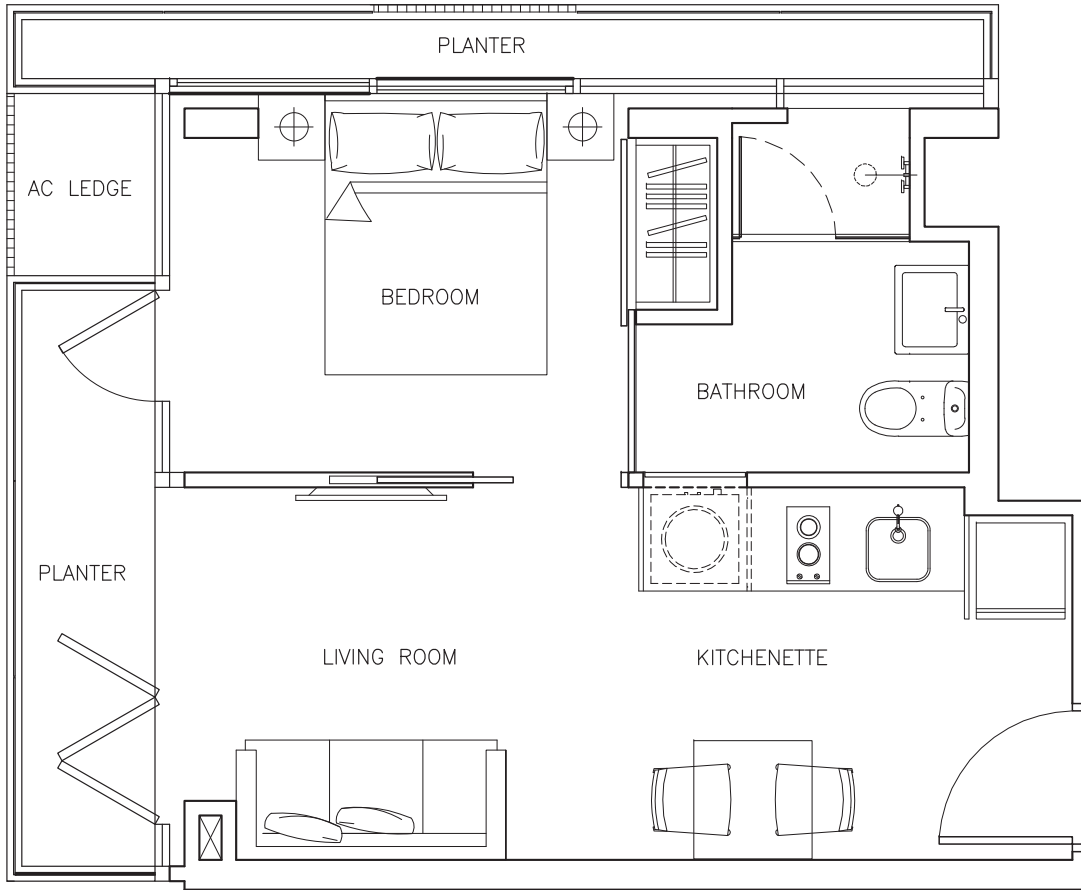 PLANTER
AC LEDGE
BEDROOM
BATHROOM
PLANTER
LIVING ROOM
KITCHENETTE